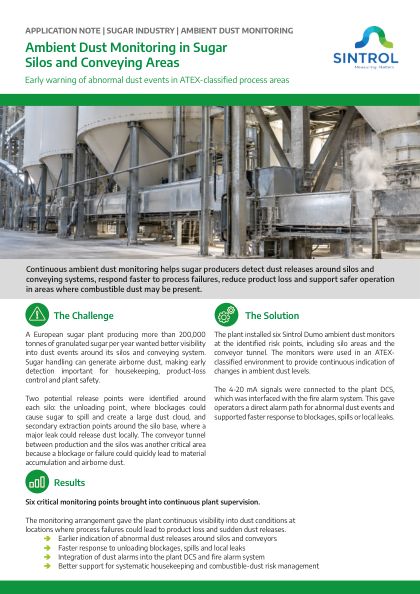 APPLICATION NOTE | SUGAR INDUSTRY | AMBIENT DUST MONITORING
Ambient Dust Monitoring in Sugar
Silos and Conveying Areas
Early warning of abnormal dust events in ATEX-classified process areas
SINTROL
Measuring Matters
Continuous ambient dust monitoring helps sugar producers detect dust releases around silos and
conveying systems, respond faster to process failures, reduce product loss and support safer operation
in areas where combustible dust may be present.
The Challenge
A European sugar plant producing more than 200,000
tonnes of granulated sugar per year wanted better visibility
into dust events around its silos and conveying system.
Sugar handling can generate airborne dust, making early
detection important for housekeeping, product-loss
control and plant safety.
Two potential release points were identified around
each silo: the unloading point, where blockages could
cause sugar to spill and create a large dust cloud, and
secondary extraction points around the silo base, where a
major leak could release dust locally. The conveyor tunnel
between production and the silos was another critical area
because a blockage or failure could quickly lead to material
accumulation and airborne dust.
The Solution
The plant installed six Sintrol Dumo ambient dust monitors
at the identified risk points, including silo areas and the
conveyor tunnel. The monitors were used in an ATEX-
classified environment to provide continuous indication of
changes in ambient dust levels.
The 4-20 mA signals were connected to the plant DCS,
which was interfaced with the fire alarm system. This gave
operators a direct alarm path for abnormal dust events and
supported faster response to blockages, spills or local leaks.
Results
Six critical monitoring points brought into continuous plant supervision.
The monitoring arrangement gave the plant continuous visibility into dust conditions at
locations where process failures could lead to product loss and sudden dust releases.
Earlier indication of abnormal dust releases around silos and conveyors
Faster response to unloading blockages, spills and local leaks
Integration of dust alarms into the plant DCS and fire alarm system
Better support for systematic housekeeping and combustible-dust risk management